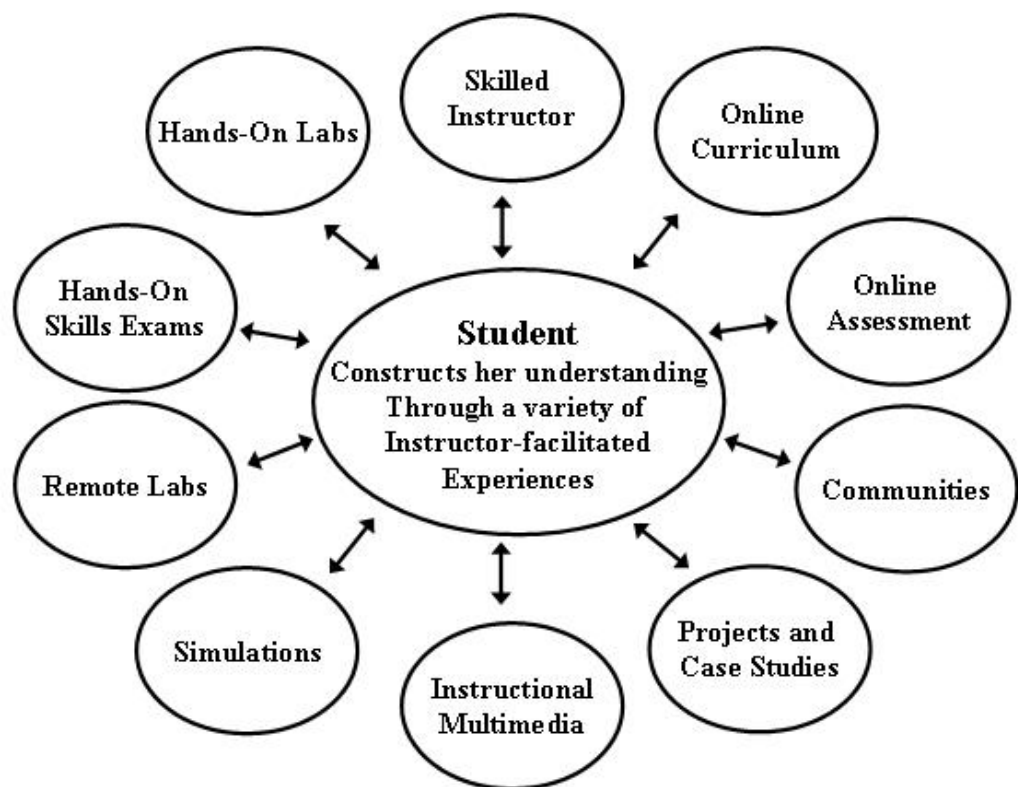 Skilled
Instructor
Online
Curriculum
Online
Assessment
Communities
Projects and
Case Studies
Instructional
Multimedia
Simulations
Remote Labs
Hands-On
Skills Exams
Hands-On Labs
Student
Constructs her understanding
Through a variety of
Instructor-facilitated
Experiences